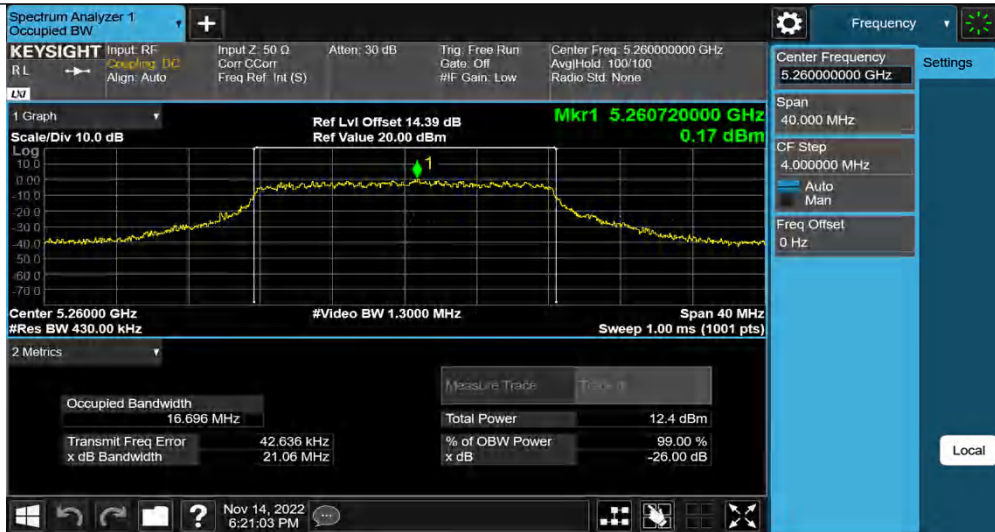 Spectrum Analyzer 1
Occupied BW
+
Frequency
KEYSIGHT
RL
LXI
Input: RF
Coupling: DC
Align: Auto
Input Z: 50 Ω
Corr CCorr
Freq Ref: Int (S)
Atten: 30 dB
Trig: Free Run
Gate: Off
#IF Gain: Low
Center Freq: 5.260000000 GHz
Avg|Hold: 100/100
Radio Std: None
Center Frequency
5.260000000 GHz
Settings
Span
40.000 MHz
CF Step
4.000000 MHz
Auto
Man
Freq Offset
0 Hz
Local
1 Graph
Scale/Div 10.0 dB
Ref Lvl Offset 14.39 dB
Ref Value 20.00 dBm
Mkr1 5.260720000 GHz
0.17 dBm
Log
10.0
0.00
-10.0
-20.0
-30.0
-40.0
-50.0
-60.0
-70.0
1
Center 5.26000 GHz
#Video BW 1.3000 MHz
Span 40 MHz
#Res BW 430.00 kHz
Sweep 1.00 ms (1001 pts)
2 Metrics
Measure Trace
Occupied Bandwidth
16.696 MHz
Total Power 12.4 dBm
Transmit Freq Error 42.636 kHz
% of OBW Power 99.00 %
x dB Bandwidth 21.06 MHz
x dB -26.00 dB
?
Nov 14, 2022
6:21:03 PM